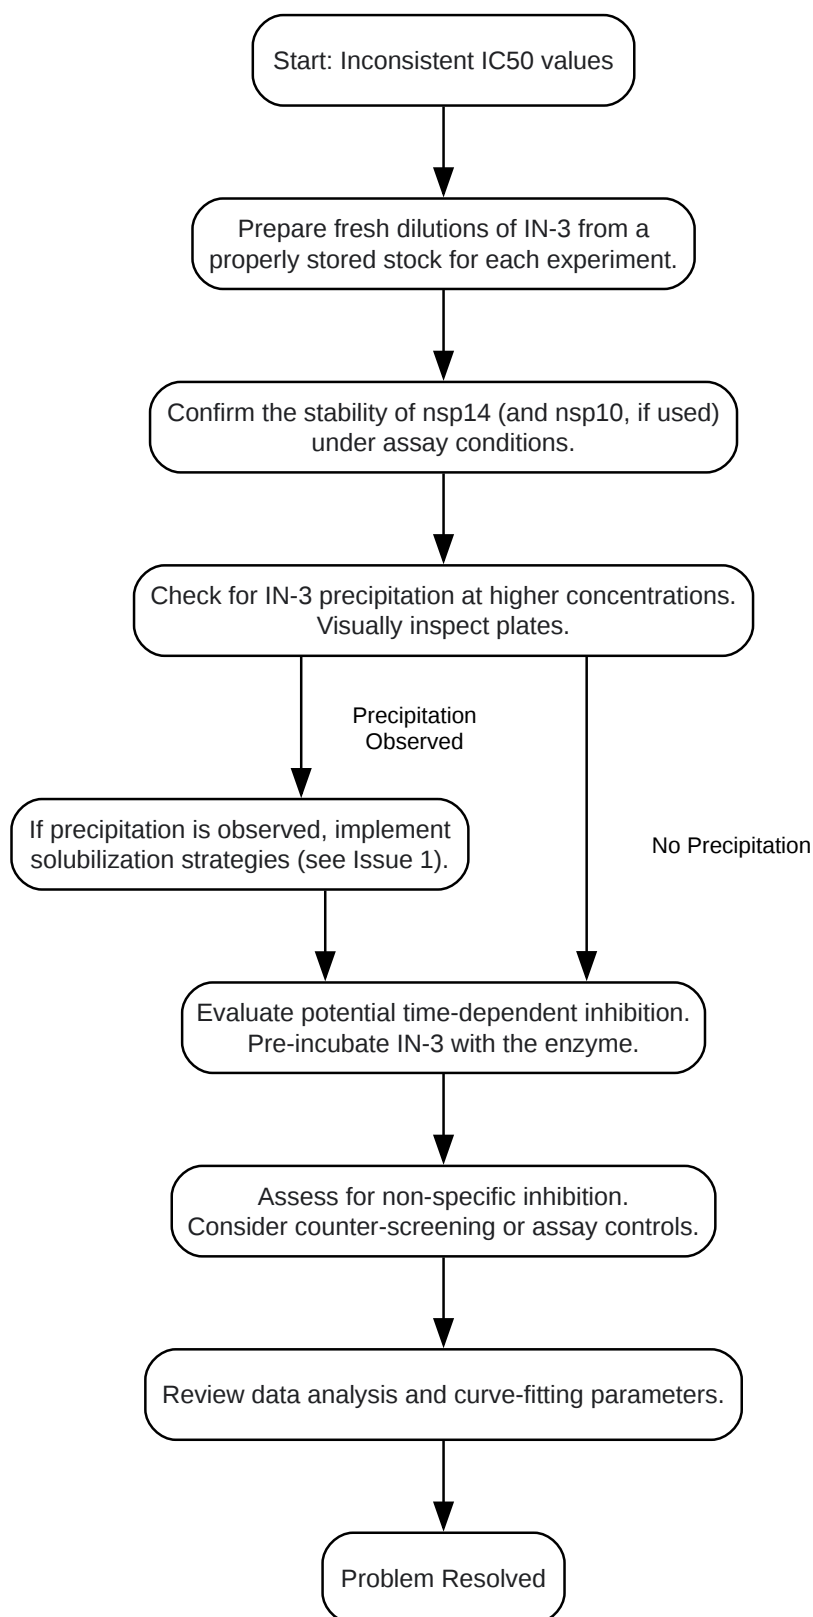 Start: Inconsistent IC50 values
Prepare fresh dilutions of IN-3 from a
properly stored stock for each experiment.
Confirm the stability of nsp14 (and nsp10, if used)
under assay conditions.
Check for IN-3 precipitation at higher concentrations.
Visually inspect plates.
Precipitation
Observed
If precipitation is observed, implement
solubilization strategies (see Issue 1).
No Precipitation
Evaluate potential time-dependent inhibition.
Pre-incubate IN-3 with the enzyme.
Assess for non-specific inhibition.
Consider counter-screening or assay controls.
Review data analysis and curve-fitting parameters.
Problem Resolved